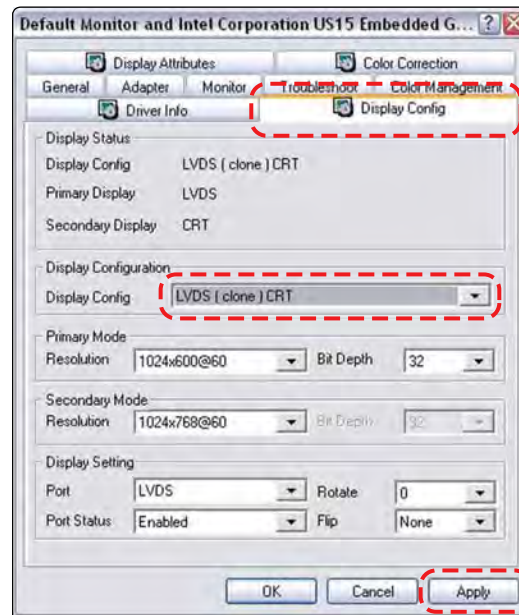 Default Monitor and Intel Corporation US15 Embedded G... ? X
Display Attributes Color Correction
General Adapter Monitor Troubleshoot Color Management
Driver Info Display Config
Display Status
Display Config LVDS ( clone ) CRT
Primary Display LVDS
Secondary Display CRT
Display Configuration
Display Config LVDS ( clone ) CRT
Primary Mode
Resolution 1024x600@60 Bit Depth 32
Secondary Mode
Resolution 1024x768@60 Bit Depth 32
Display Setting
Port LVDS Rotate 0
Port Status Enabled Flip None
OK Cancel Apply